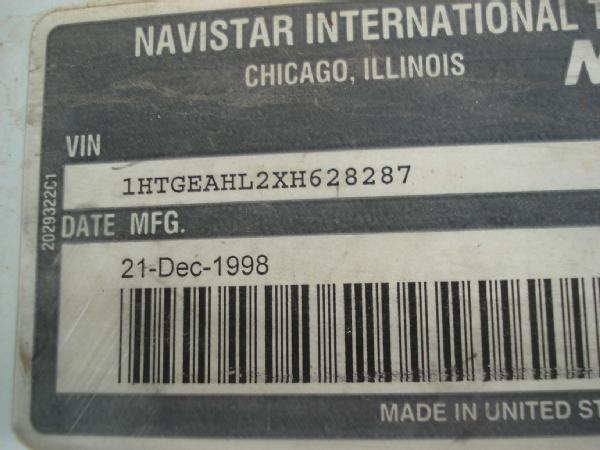 NAVISTAR INTERNATIONAL
CHICAGO, ILLINOIS
VIN
1HTGEAHL2XH628287
2029322C1
DATE MFG.
21-Dec-1998
MADE IN UNITED